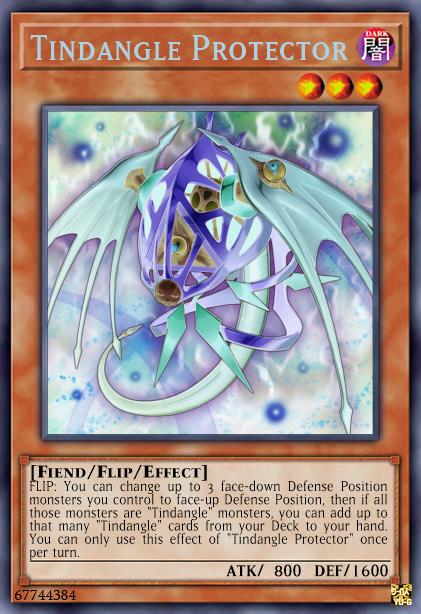 Tindangle Protector
DARK
闇
[Fiend/Flip/Effect]
FLIP: You can change up to 3 face-down Defense Position
monsters you control to face-up Defense Position, then if all
those monsters are "Tindangle" monsters, you can add up to
that many "Tindangle" cards from your Deck to your hand.
You can only use this effect of "Tindangle Protector" once
per turn.
ATK/ 800 DEF/1600
67744384